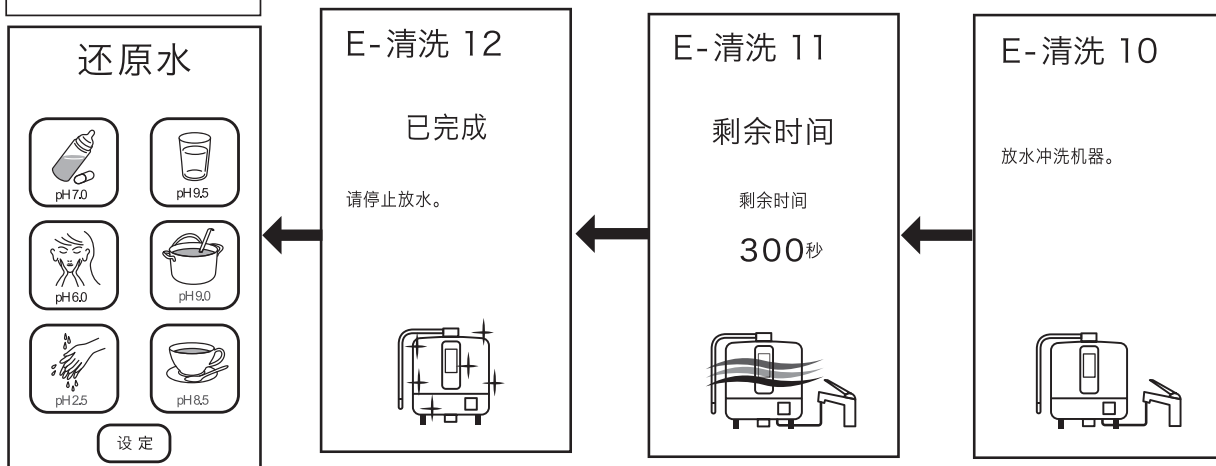 还原水
pH7.0
pH9.5
pH6.0
pH9.0
pH2.5
pH8.5
设定
E-清洗 12
已完成
请停止放水。
E-清洗 11
剩余时间
剩余时间
300秒
E-清洗 10
放水冲洗机器。